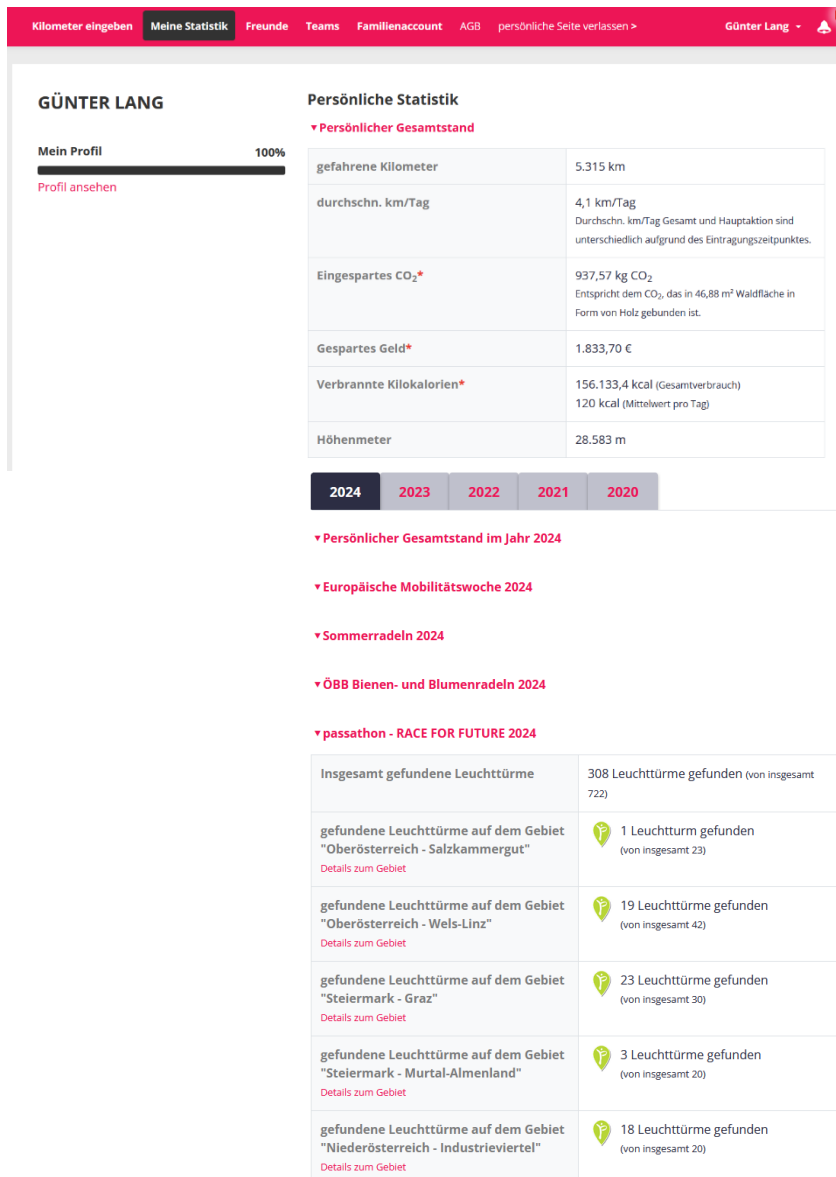 Kilometer eingeben Meine Statistik Freunde Teams Familienaccount AGB persönliche Seite verlassen > Günter Lang
GÜNTER LANG
Mein Profil 100%
Profil ansehen
Persönliche Statistik
▾Persönlicher Gesamtstand
gefahrene Kilometer 5.315 km
durchschn. km/Tag 4,1 km/Tag
Durchschn. km/Tag Gesamt und Hauptaktion sind
unterschiedlich aufgrund des Eintragungszeitpunktes.
Eingespartes CO₂* 937,57 kg CO₂
Entspricht dem CO₂, das in 46,88 m² Waldfläche in
Form von Holz gebunden ist.
Gespartes Geld* 1.833,70 €
Verbrannte Kilokalorien* 156.133,4 kcal (Gesamtverbrauch)
120 kcal (Mittelwert pro Tag)
Höhenmeter 28.583 m
2024 2023 2022 2021 2020
▾Persönlicher Gesamtstand im Jahr 2024
▾Europäische Mobilitätswoche 2024
▾Sommerradeln 2024
▾ÖBB Bienen- und Blumenradeln 2024
▾passathon - RACE FOR FUTURE 2024
Insgesamt gefundene Leuchttürme 308 Leuchttürme gefunden (von insgesamt
722)
gefundene Leuchttürme auf dem Gebiet 1 Leuchtturm gefunden
"Oberösterreich - Salzkammergut" (von insgesamt 23)
Details zum Gebiet
gefundene Leuchttürme auf dem Gebiet 19 Leuchttürme gefunden
"Oberösterreich - Wels-Linz" (von insgesamt 42)
Details zum Gebiet
gefundene Leuchttürme auf dem Gebiet 23 Leuchttürme gefunden
"Steiermark - Graz" (von insgesamt 30)
Details zum Gebiet
gefundene Leuchttürme auf dem Gebiet 3 Leuchttürme gefunden
"Steiermark - Murtal-Almenland" (von insgesamt 20)
Details zum Gebiet
gefundene Leuchttürme auf dem Gebiet 18 Leuchttürme gefunden
"Niederösterreich - Industrieviertel" (von insgesamt 20)
Details zum Gebiet